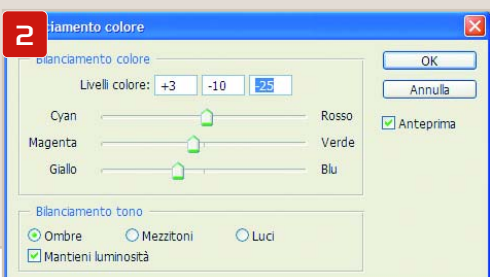 2
Bilanciamento colore
Bilanciamento colore
Livelli colore: +3 -10 -25
Cyan Rosso
Magenta Verde
Giallo Blu
OK
Annulla
Anteprima
Bilanciamento tono
Ombre Mezzitoni Luci
Mantieni luminosità